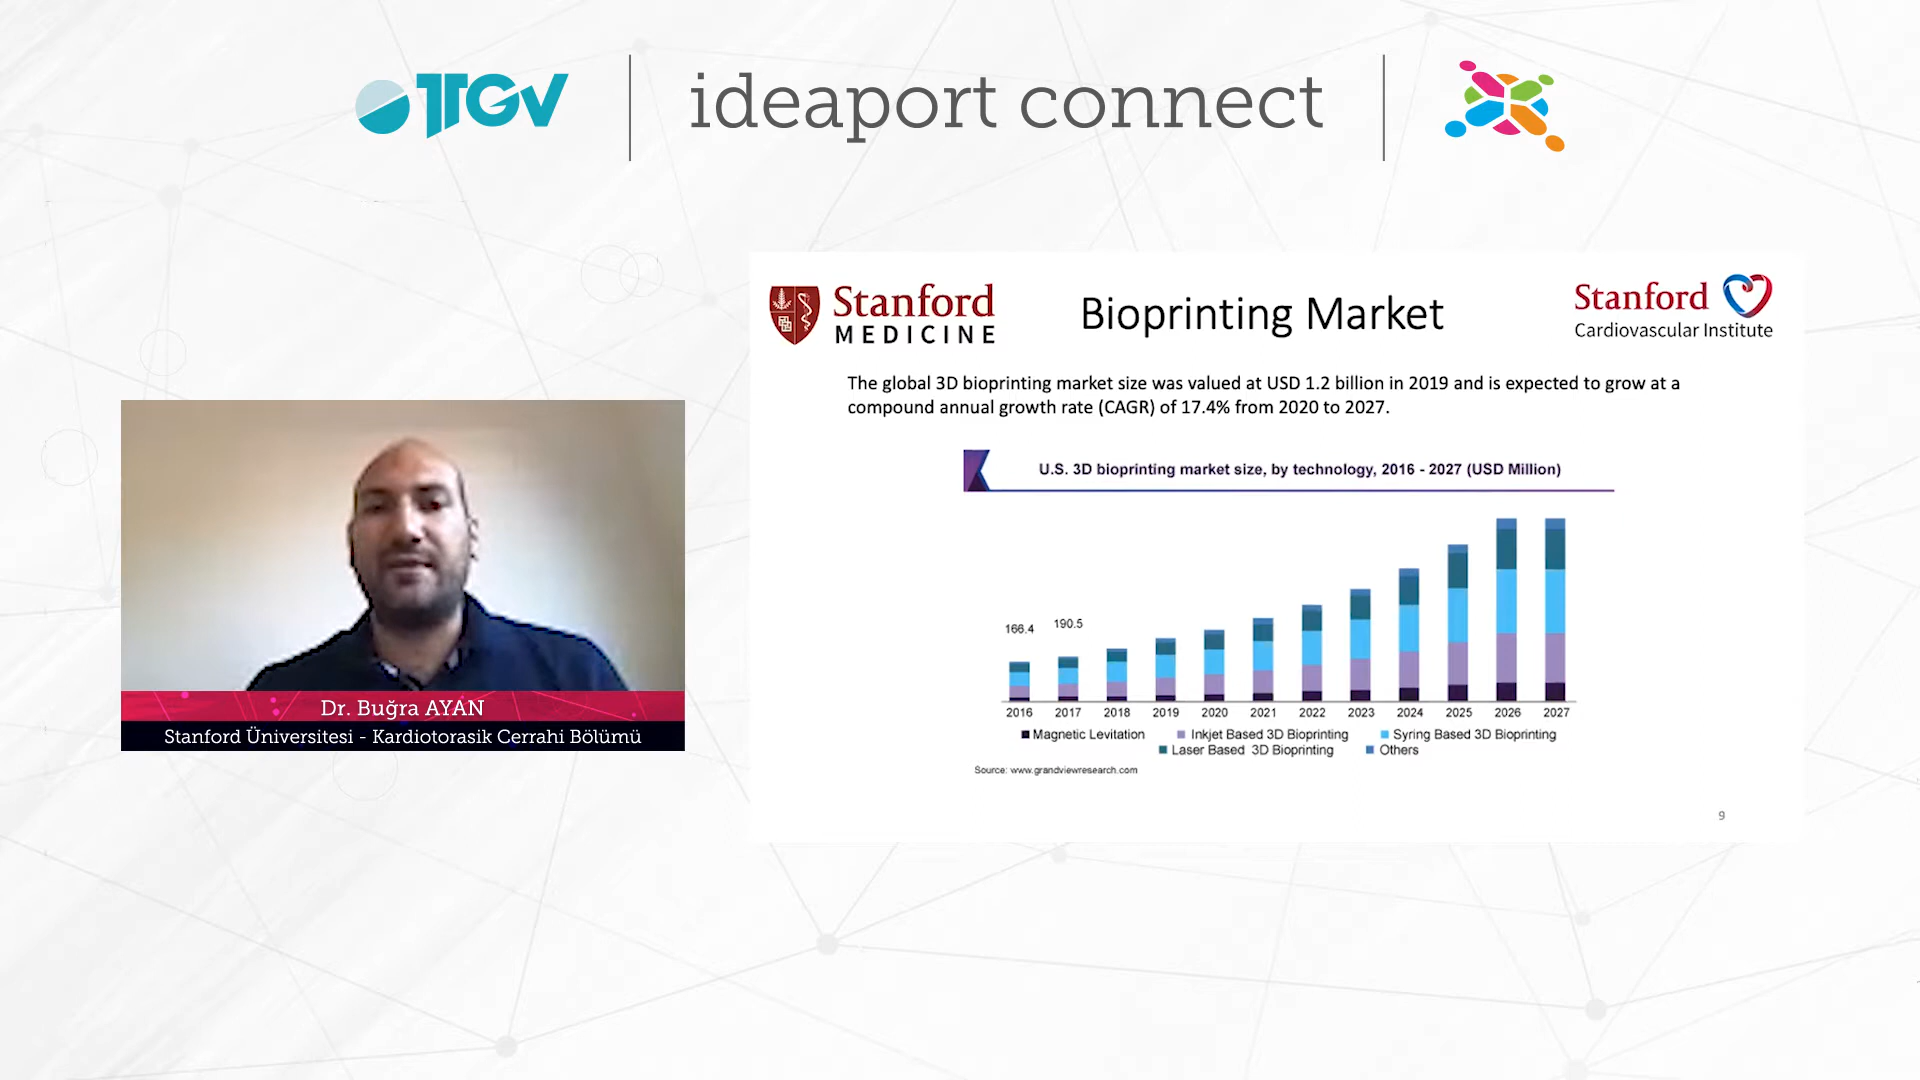 TTGV
ideaport connect
Stanford
MEDICINE
Bioprinting Market
Stanford
Cardiovascular Institute
The global 3D bioprinting market size was valued at USD 1.2 billion in 2019 and is expected to grow at a
compound annual growth rate (CAGR) of 17.4% from 2020 to 2027.
U.S. 3D bioprinting market size, by technology, 2016 - 2027 (USD Million)
166.4
190.5
2016 2017 2018 2019 2020 2021 2022 2023 2024 2025 2026 2027
Magnetic Levitation Inkjet Based 3D Bioprinting Syring Based 3D Bioprinting
Laser Based 3D Bioprinting Others
Source: www.grandviewresearch.com
9
Dr. Buğra AYAN
Stanford Üniversitesi - Kardiotorasik Cerrahi Bölümü